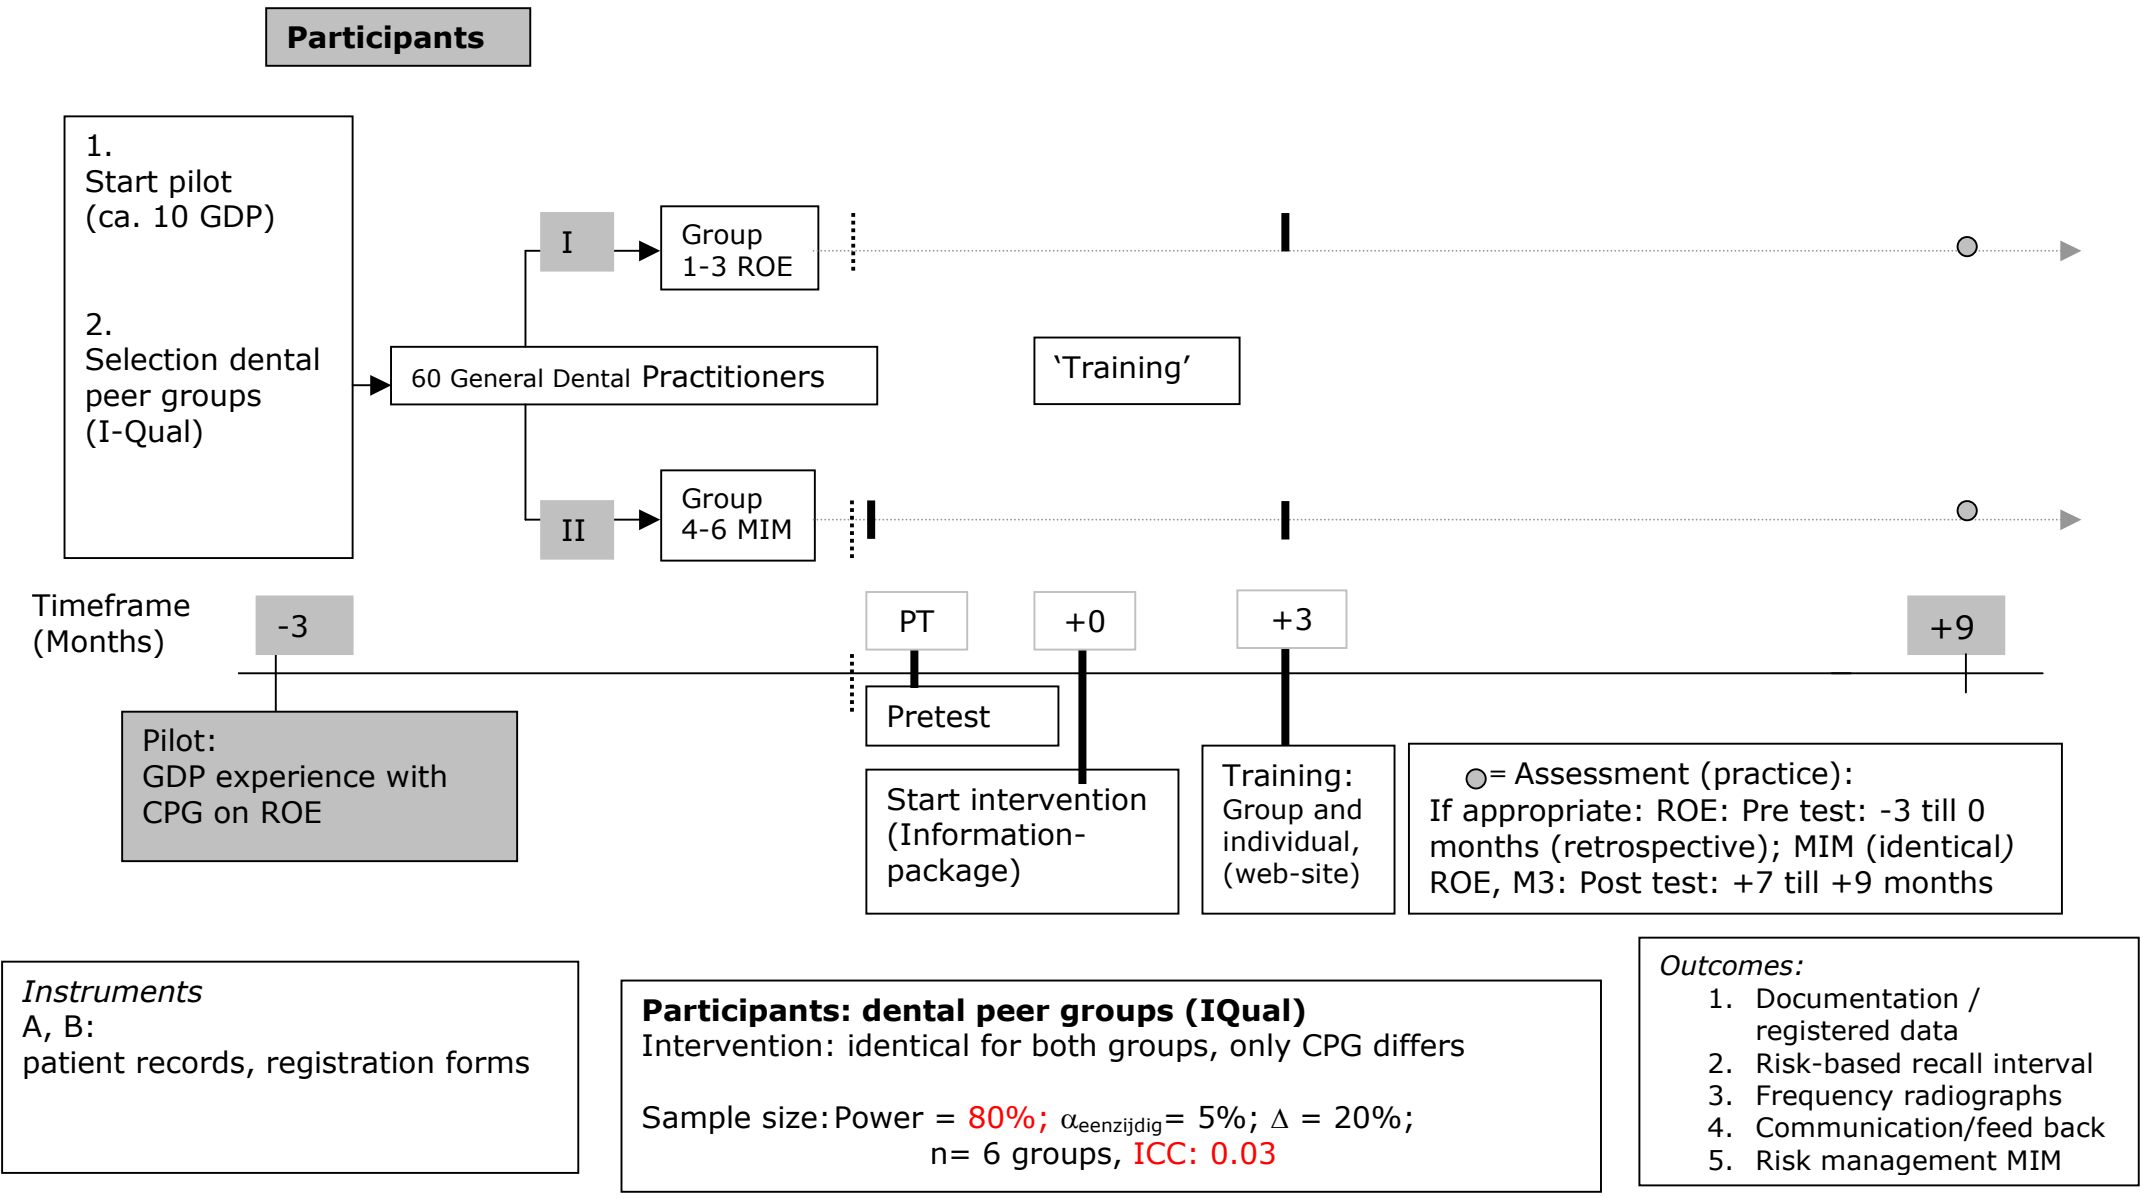 Participants
1.
Start pilot
(ca. 10 GDP)
2.
Selection dental
peer groups
(I-Qual)
60 General Dental Practitioners
I
Group
1-3 ROE
'Training'
II
Group
4-6 MIM
Timeframe
(Months)
-3
PT
+0
+3
+9
Pilot:
GDP experience with
CPG on ROE
Pretest
Start intervention
(Information-
package)
Training:
Group and
individual,
(web-site)
= Assessment (practice):
If appropriate: ROE: Pre test: -3 till 0
months (retrospective); MIM (identical)
ROE, M3: Post test: +7 till +9 months
Instruments
A, B:
patient records, registration forms
Participants: dental peer groups (IQual)
Intervention: identical for both groups, only CPG differs
Sample size: Power = 80%; αeenzijdig= 5%; Δ = 20%;
n= 6 groups, ICC: 0.03
Outcomes:
1. Documentation /
registered data
2. Risk-based recall interval
3. Frequency radiographs
4. Communication/feed back
5. Risk management MIM